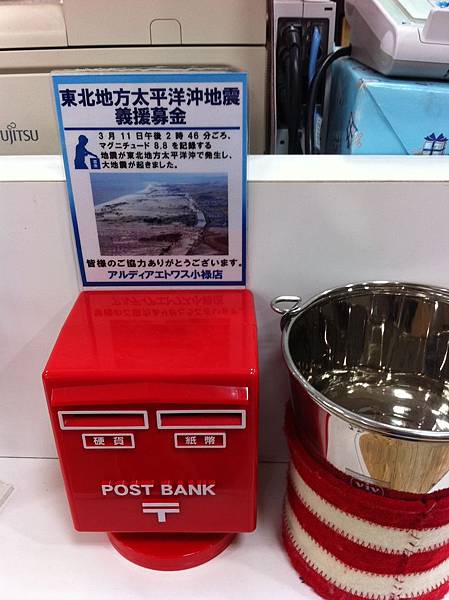 東北地方太平洋沖地震
義援募金
3月11日午後2時46分ごろ、
マグニチュード8.8を記録する
地震が東北地方太平洋沖で発生し、
大地震が起きました。
皆様のご協力ありがとうございます。
アルディアエトワス小禄店
FUJITSU
硬貨 紙幣
POST BANK
〒
viv